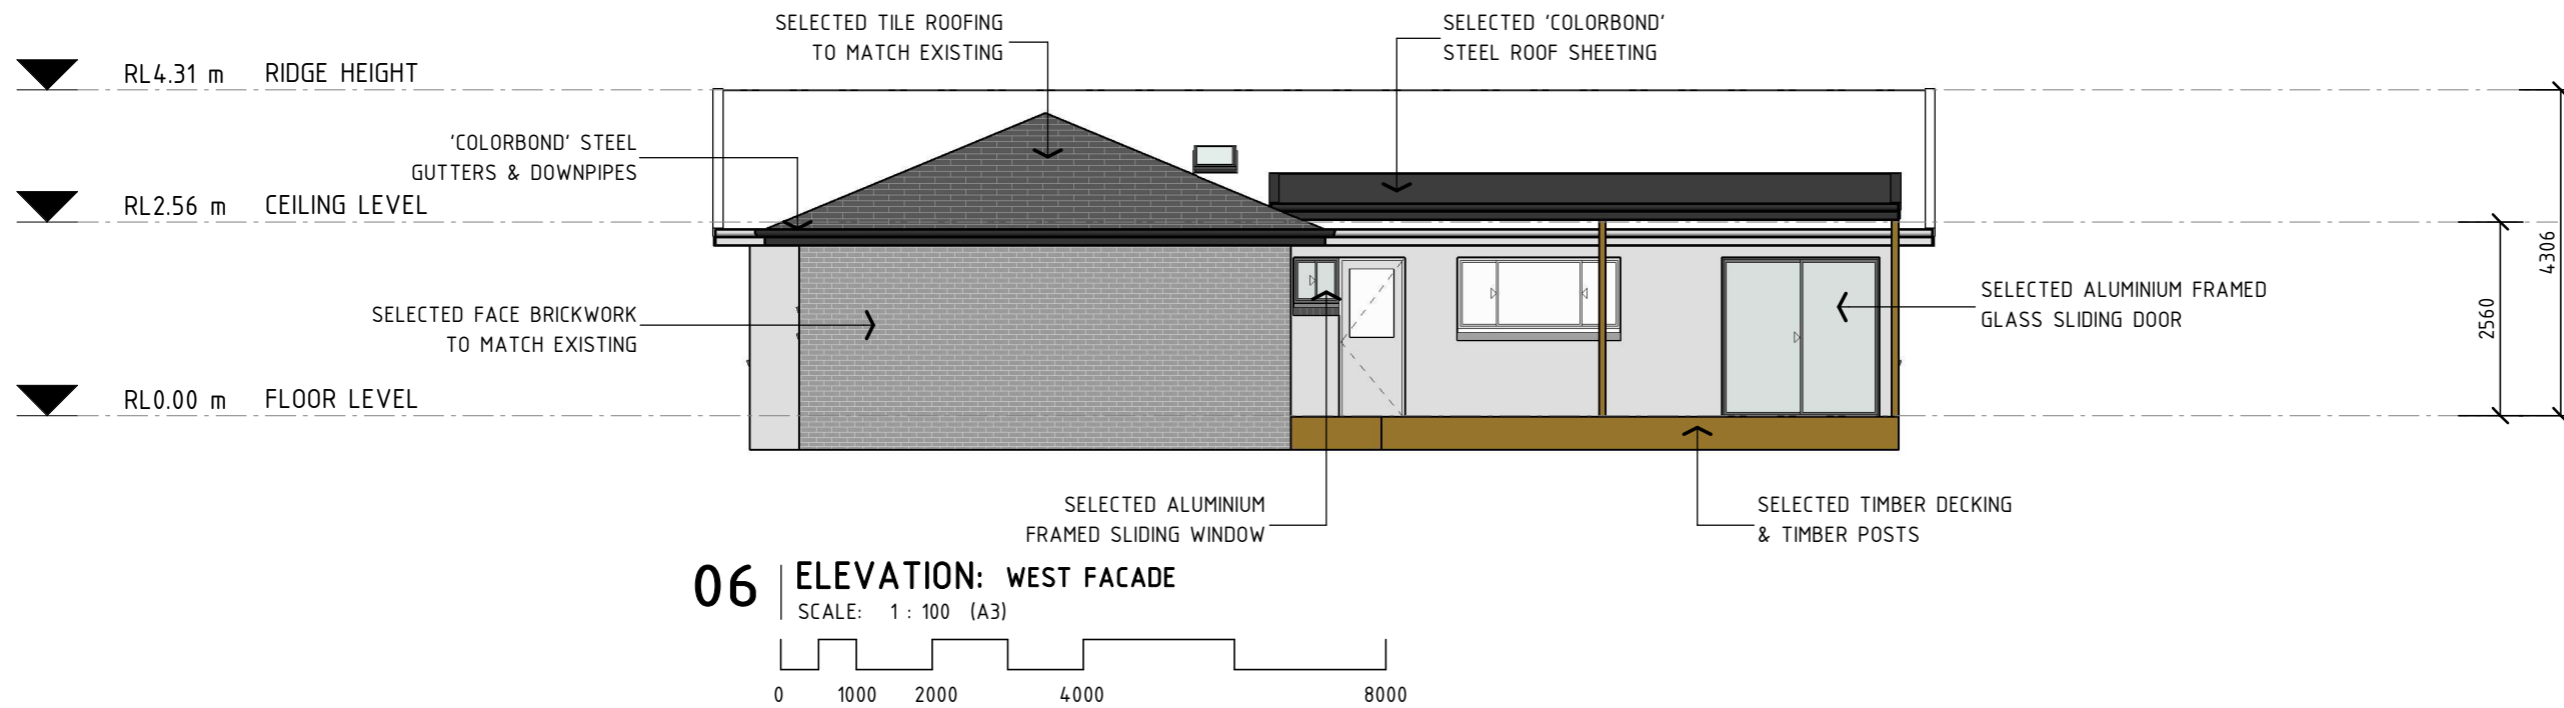 SELECTED TILE ROOFING
TO MATCH EXISTING
SELECTED 'COLORBOND'
STEEL ROOF SHEETING
RL4.31 m RIDGE HEIGHT
'COLORBOND' STEEL
GUTTERS & DOWNPIPES
RL2.56 m CEILING LEVEL
4306
2560
SELECTED FACE BRICKWORK
TO MATCH EXISTING
SELECTED ALUMINIUM FRAMED
GLASS SLIDING DOOR
RL0.00 m FLOOR LEVEL
SELECTED ALUMINIUM
FRAMED SLIDING WINDOW
SELECTED TIMBER DECKING
& TIMBER POSTS
06 ELEVATION: WEST FACADE
SCALE: 1 : 100 (A3)
0 1000 2000 4000 8000